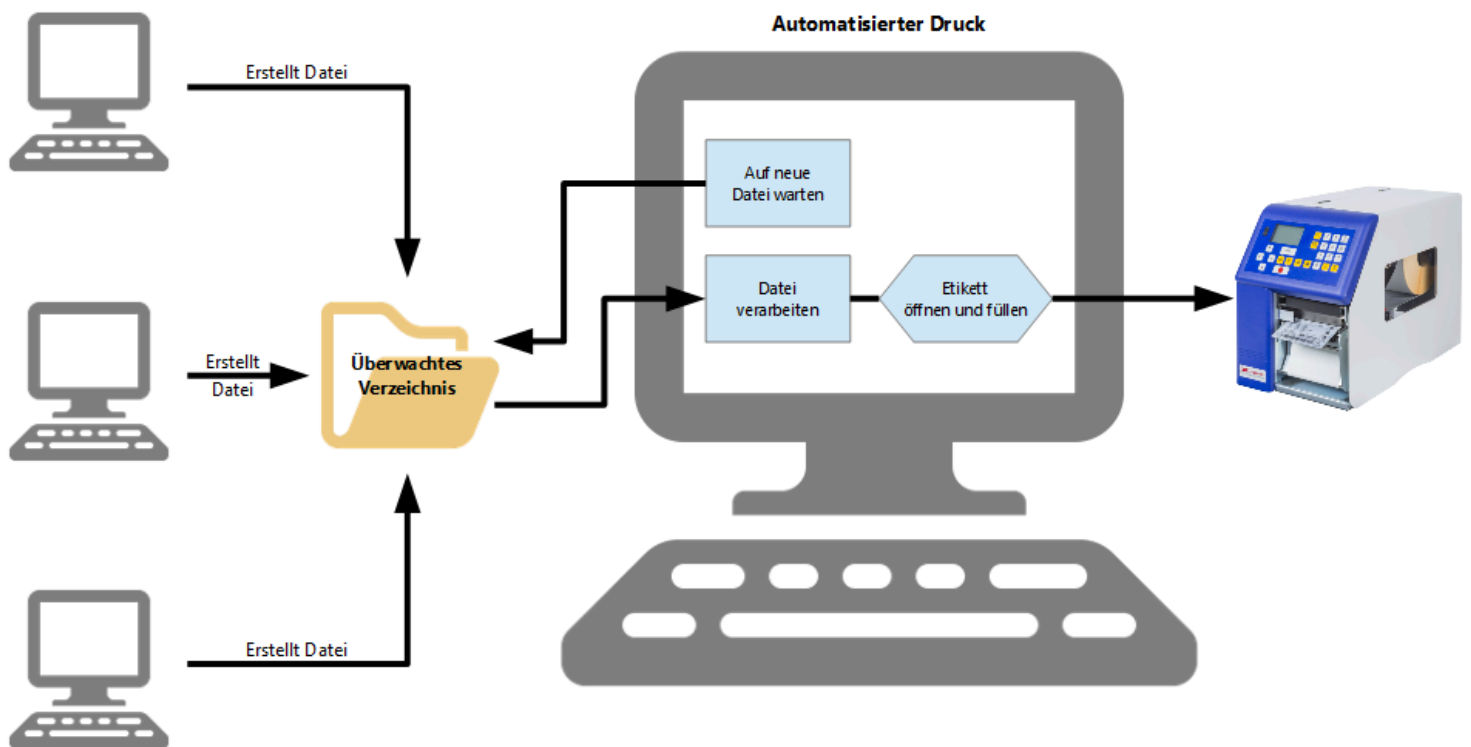 Automatisierter Druck
Erstellt Datei
Auf neue
Datei warten
Datei
verarbeiten
Etikett
öffnen und füllen
Überwachtes
Verzeichnis
Erstellt
Datei
Erstellt Datei